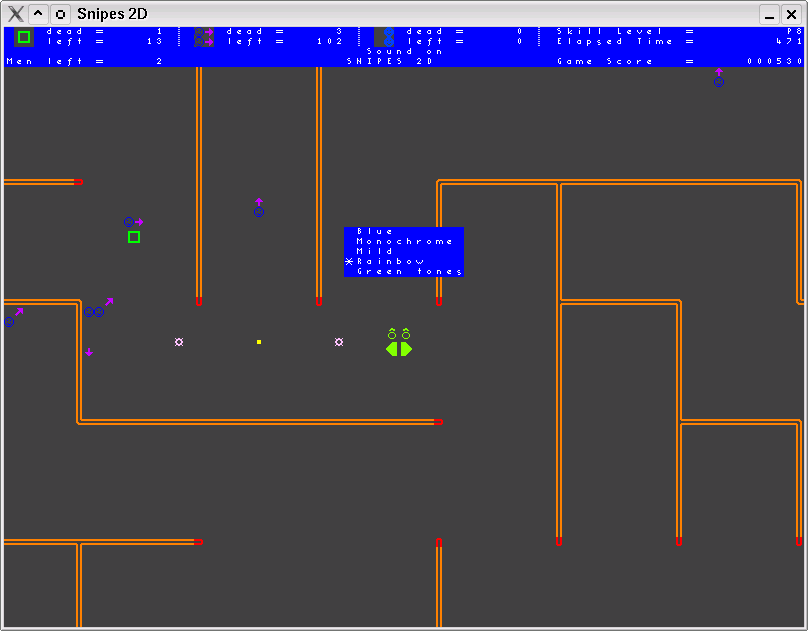 Snipes 2D
dead = 1 dead = 3 dead = 0 Skill Level = P8
left = 13 left = 102 left = 0 Elapsed Time = 471
Sound on
Men left = 2 SNIPES 2D Game Score = 000530
Blue
Monochrome
Mild
* Rainbow
Green tones